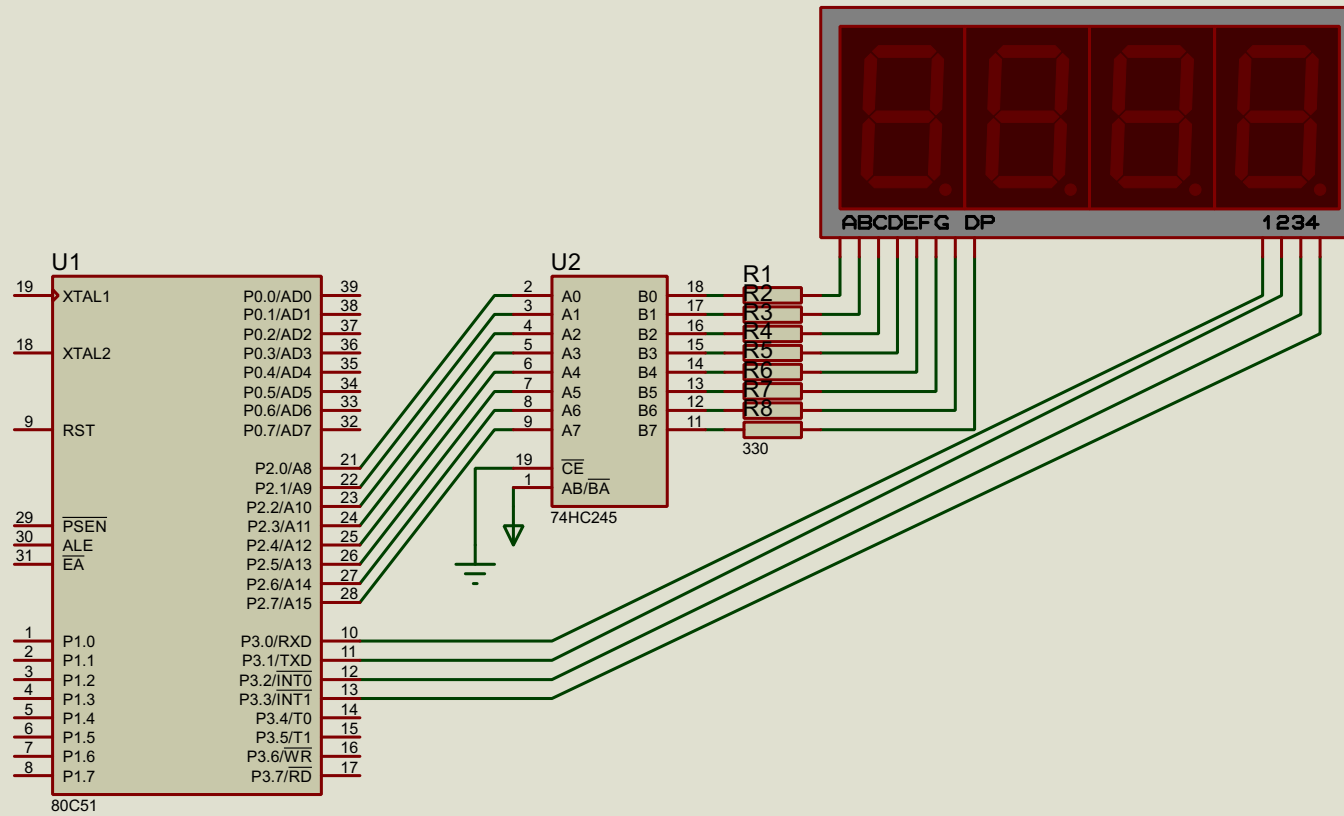 ABCDEFG DP
1234
U1
19
XTAL1
18
XTAL2
9
RST
29
PSEN
30
ALE
31
EA
1
P1.0
2
P1.1
3
P1.2
4
P1.3
5
P1.4
6
P1.5
7
P1.6
8
P1.7
P0.0/AD0
39
P0.1/AD1
38
P0.2/AD2
37
P0.3/AD3
36
P0.4/AD4
35
P0.5/AD5
34
P0.6/AD6
33
P0.7/AD7
32
P2.0/A8
21
P2.1/A9
22
P2.2/A10
23
P2.3/A11
24
P2.4/A12
25
P2.5/A13
26
P2.6/A14
27
P2.7/A15
28
P3.0/RXD
10
P3.1/TXD
11
P3.2/INT0
12
P3.3/INT1
13
P3.4/T0
14
P3.5/T1
15
P3.6/WR
16
P3.7/RD
17
80C51
U2
2
A0
3
A1
4
A2
5
A3
6
A4
7
A5
8
A6
9
A7
19
CE
1
AB/BA
B0
18
B1
17
B2
16
B3
15
B4
14
B5
13
B6
12
B7
11
74HC245
R1
R2
R3
R4
R5
R6
R7
R8
330